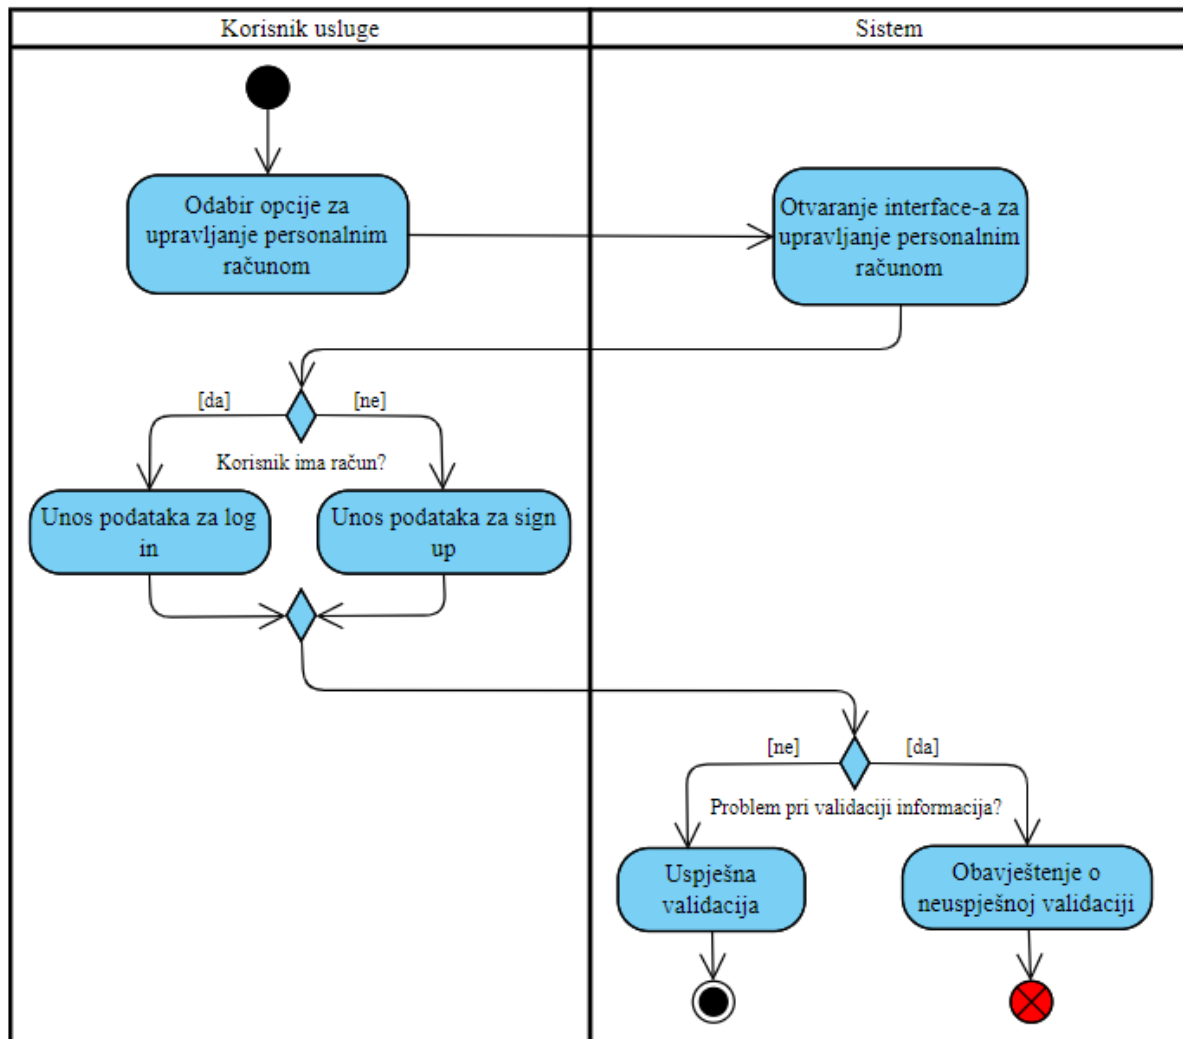 Korisnik usluge
Sistem
Odabir opcije za
upravljanje personalnim
računom
Otvaranje interface-a za
upravljanje personalnim
računom
[da]
[ne]
Korisnik ima račun?
Unos podataka za log
in
Unos podataka za sign
up
[ne]
[da]
Problem pri validaciji informacija?
Uspješna
validacija
Obavještenje o
neuspješnoj validaciji